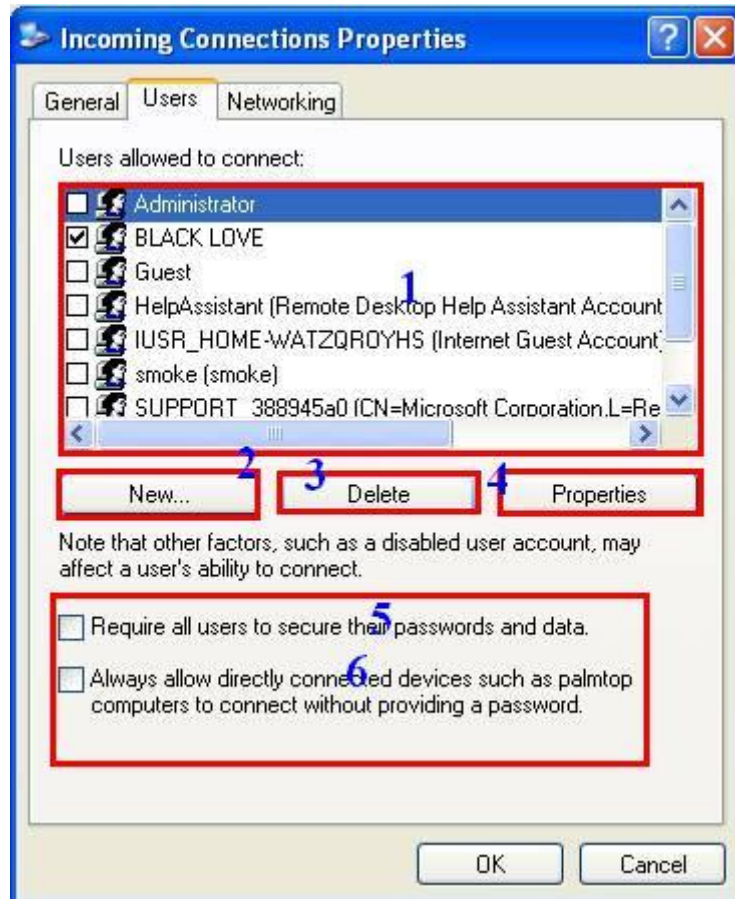 Incoming Connections Properties
General Users Networking
Users allowed to connect:
Administrator
BLACK LOVE
Guest
1
HelpAssistant (Remote Desktop Help Assistant Account
IUSR_HOME-WATZQROYHS (Internet Guest Account)
smoke (smoke)
SUPPORT_388945a0 (CN=Microsoft Corporation,L=Re
2 3 4
New... Delete Properties
Note that other factors, such as a disabled user account, may
affect a user's ability to connect.
5
Require all users to secure their passwords and data.
6
Always allow directly connected devices such as palmtop
computers to connect without providing a password.
OK Cancel